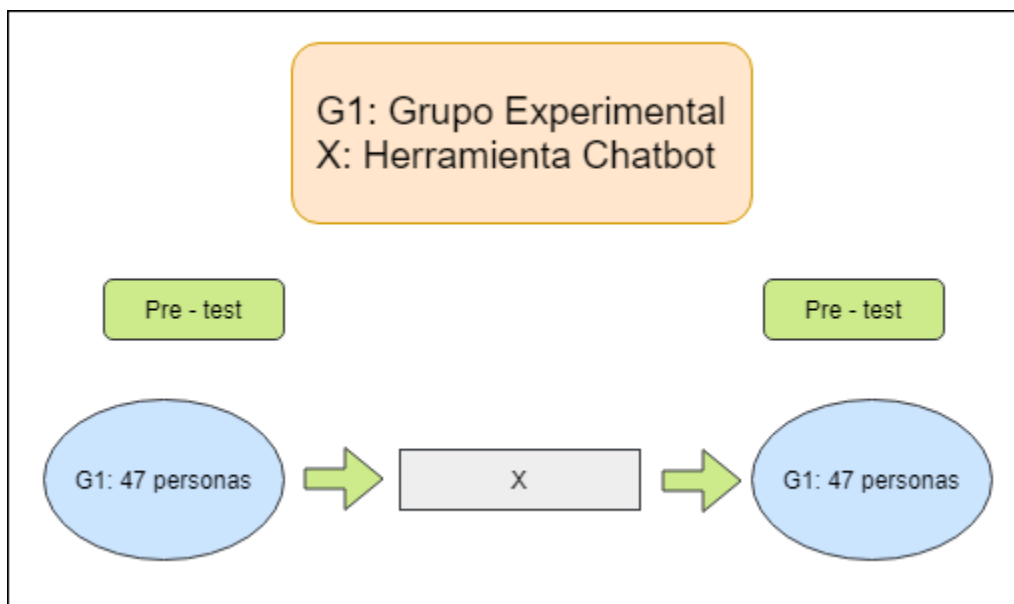 G1: Grupo Experimental
X: Herramienta Chatbot
Pre - test
Pre - test
G1: 47 personas
X
G1: 47 personas